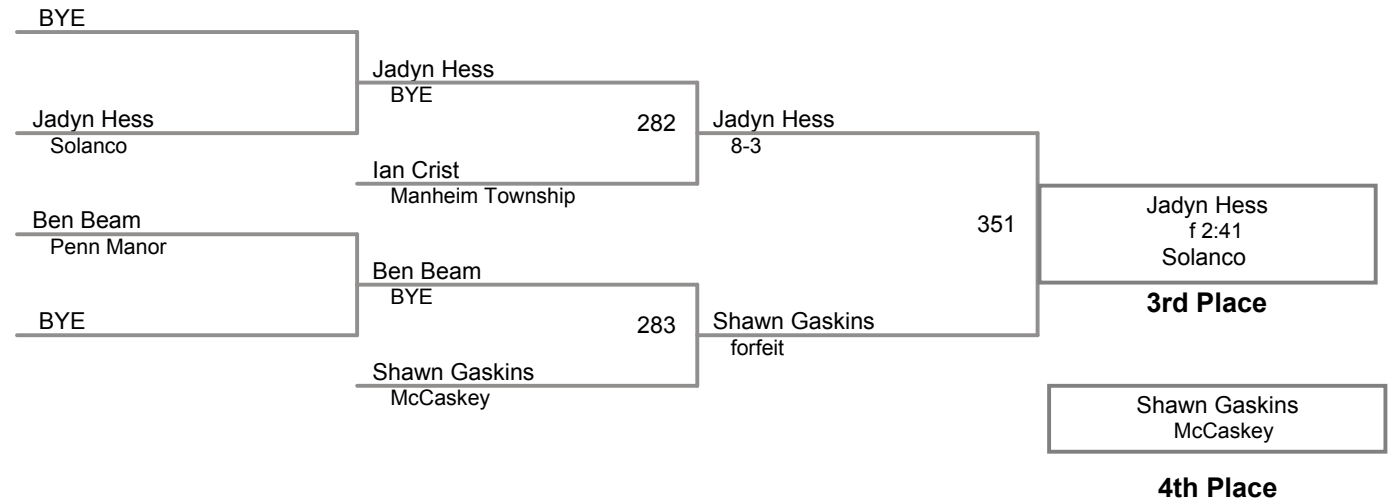 BYE
Jadyn Hess
BYE
Jadyn Hess
Solanco
282
Jadyn Hess
8-3
Ian Crist
Manheim Township
Ben Beam
Penn Manor
351
Jadyn Hess
f 2:41
Solanco
3rd Place
Ben Beam
BYE
BYE
283
Shawn Gaskins
forfeit
Shawn Gaskins
McCaskey
Shawn Gaskins
McCaskey
4th Place